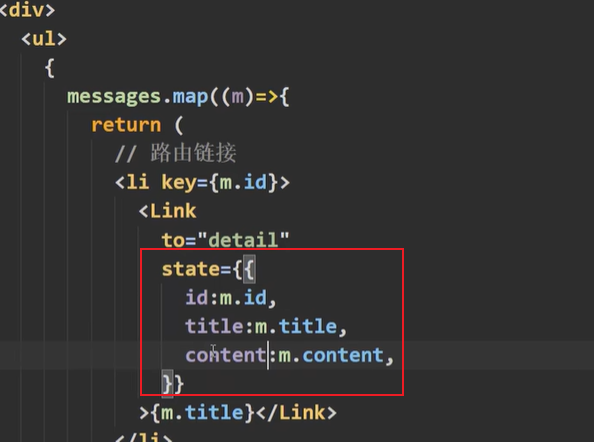 <div>
<ul>
{
messages.map((m)=>{
return (
// 路由链接
<li key={m.id}>
<Link
to="detail"
state={{
id:m.id,
title:m.title,
content:m.content,
}}
>{m.title}</Link>
</li>